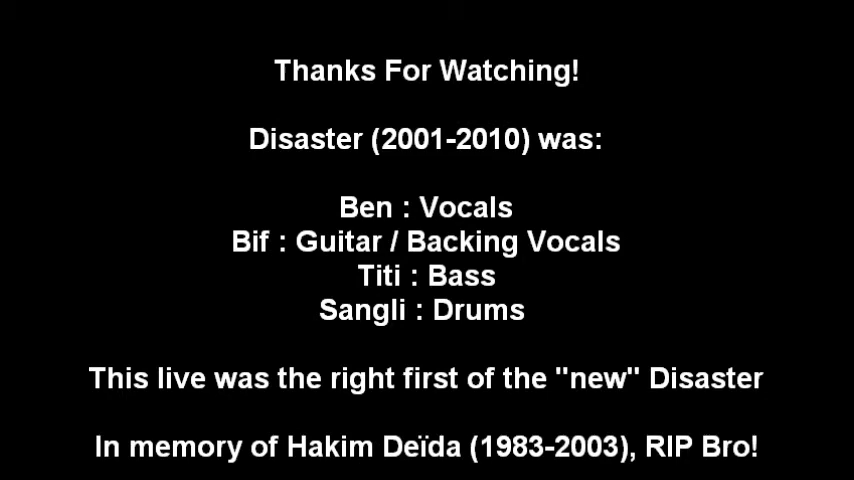 Thanks For Watching!
Disaster (2001-2010) was:
Ben : Vocals
Bif : Guitar / Backing Vocals
Titi : Bass
Sangli : Drums
This live was the right first of the "new" Disaster
In memory of Hakim Deïda (1983-2003), RIP Bro!